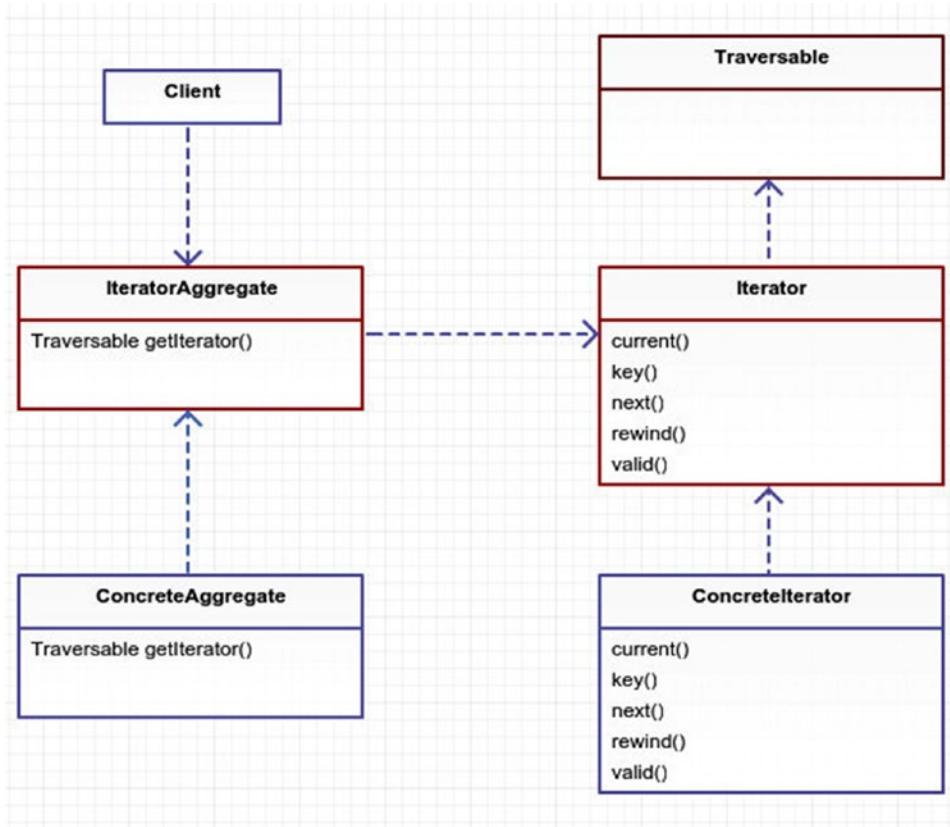 Client
Traversable
IteratorAggregate
Traversable getIterator()
Iterator
current()
key()
next()
rewind()
valid()
ConcreteAggregate
Traversable getIterator()
ConcreteIterator
current()
key()
next()
rewind()
valid()